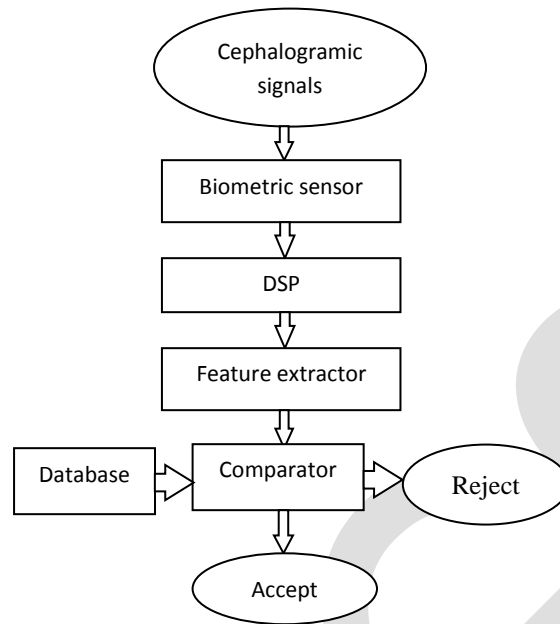 Cephalogramic
signals
Biometric sensor
DSP
Feature extractor
Database
Comparator
Reject
Accept